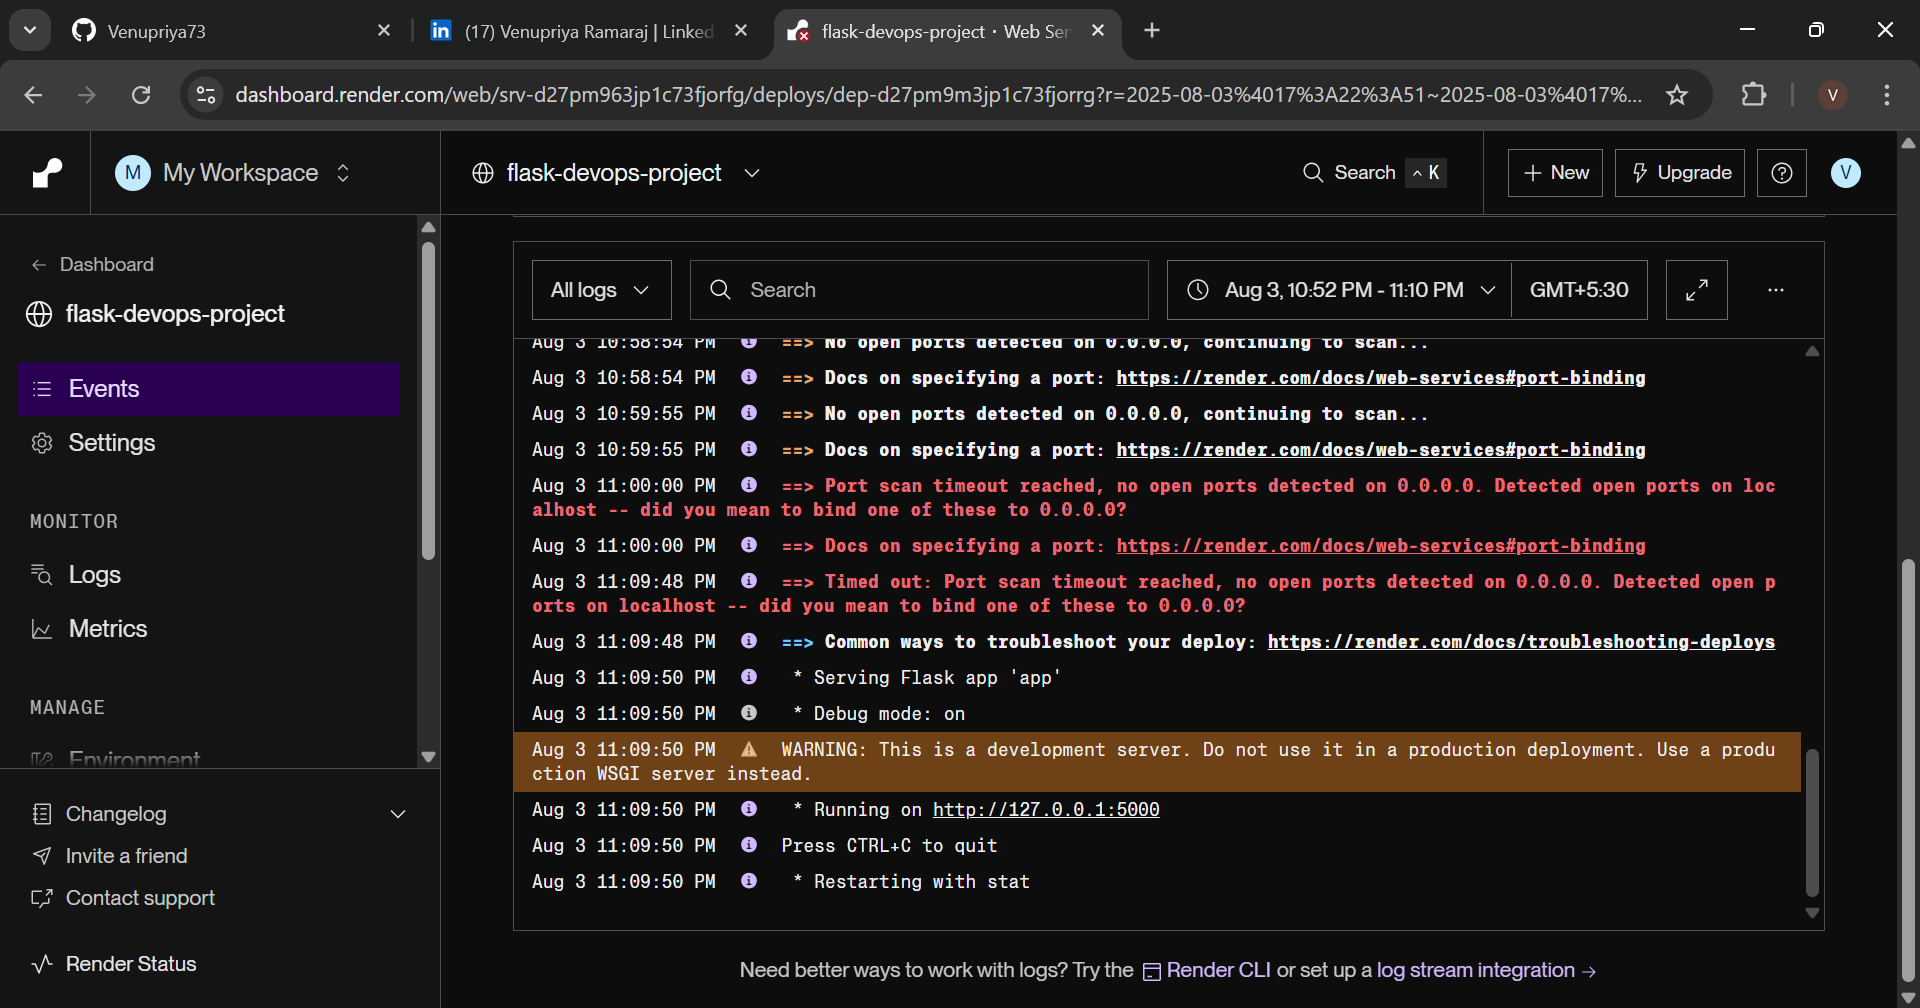 Venupriya73
(17) Venupriya Ramaraj | Linked
flask-devops-project · Web Ser
dashboard.render.com/web/srv-d27pm963jp1c73fjorfg/deploys/dep-d27pm9m3jp1c73fjorrg?r=2025-08-03%4017%3A22%3A51~2025-08-03%4017%...
V
M My Workspace
flask-devops-project
Search ^ K
+ New
Upgrade
V
← Dashboard
flask-devops-project
Events
Settings
MONITOR
Logs
Metrics
MANAGE
Environment
Changelog
Invite a friend
Contact support
Render Status
All logs
Search
Aug 3, 10:52 PM - 11:10 PM
GMT+5:30
...
Aug 3 10:58:54 PM ==> No open ports detected on 0.0.0.0, continuing to scan...
Aug 3 10:58:54 PM ==> Docs on specifying a port: https://render.com/docs/web-services#port-binding
Aug 3 10:59:55 PM ==> No open ports detected on 0.0.0.0, continuing to scan...
Aug 3 10:59:55 PM ==> Docs on specifying a port: https://render.com/docs/web-services#port-binding
Aug 3 11:00:00 PM ==> Port scan timeout reached, no open ports detected on 0.0.0.0. Detected open ports on loc
alhost -- did you mean to bind one of these to 0.0.0.0?
Aug 3 11:00:00 PM ==> Docs on specifying a port: https://render.com/docs/web-services#port-binding
Aug 3 11:09:48 PM ==> Timed out: Port scan timeout reached, no open ports detected on 0.0.0.0. Detected open p
orts on localhost -- did you mean to bind one of these to 0.0.0.0?
Aug 3 11:09:48 PM ==> Common ways to troubleshoot your deploy: https://render.com/docs/troubleshooting-deploys
Aug 3 11:09:50 PM * Serving Flask app 'app'
Aug 3 11:09:50 PM * Debug mode: on
Aug 3 11:09:50 PM WARNING: This is a development server. Do not use it in a production deployment. Use a produ
ction WSGI server instead.
Aug 3 11:09:50 PM * Running on http://127.0.0.1:5000
Aug 3 11:09:50 PM Press CTRL+C to quit
Aug 3 11:09:50 PM * Restarting with stat
Need better ways to work with logs? Try the Render CLI or set up a log stream integration →